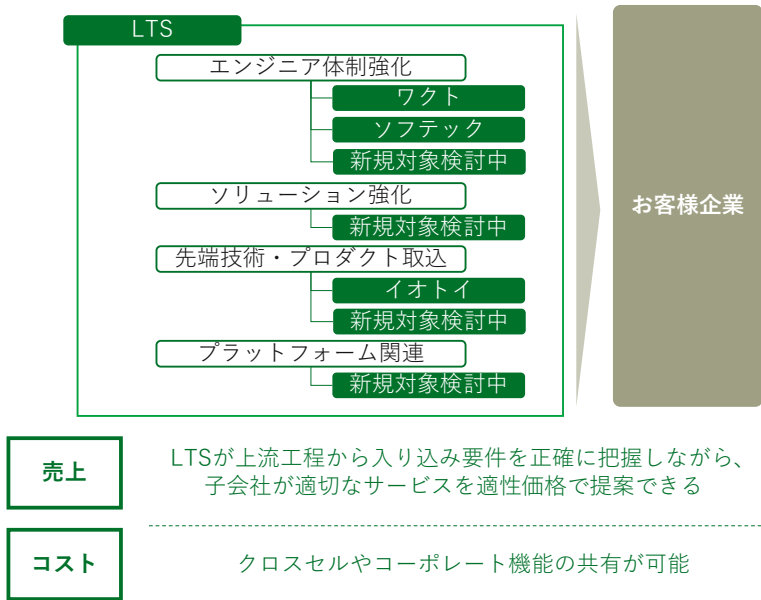 LTS
エンジニア体制強化
ワクト
ソフテック
新規対象検討中
ソリューション強化
新規対象検討中
先端技術・プロダクト取込
イオトイ
新規対象検討中
プラットフォーム関連
新規対象検討中
お客様企業
売上
LTSが上流工程から入り込み要件を正確に把握しながら、
子会社が適切なサービスを適性価格で提案できる
コスト
クロスセルやコーポレート機能の共有が可能